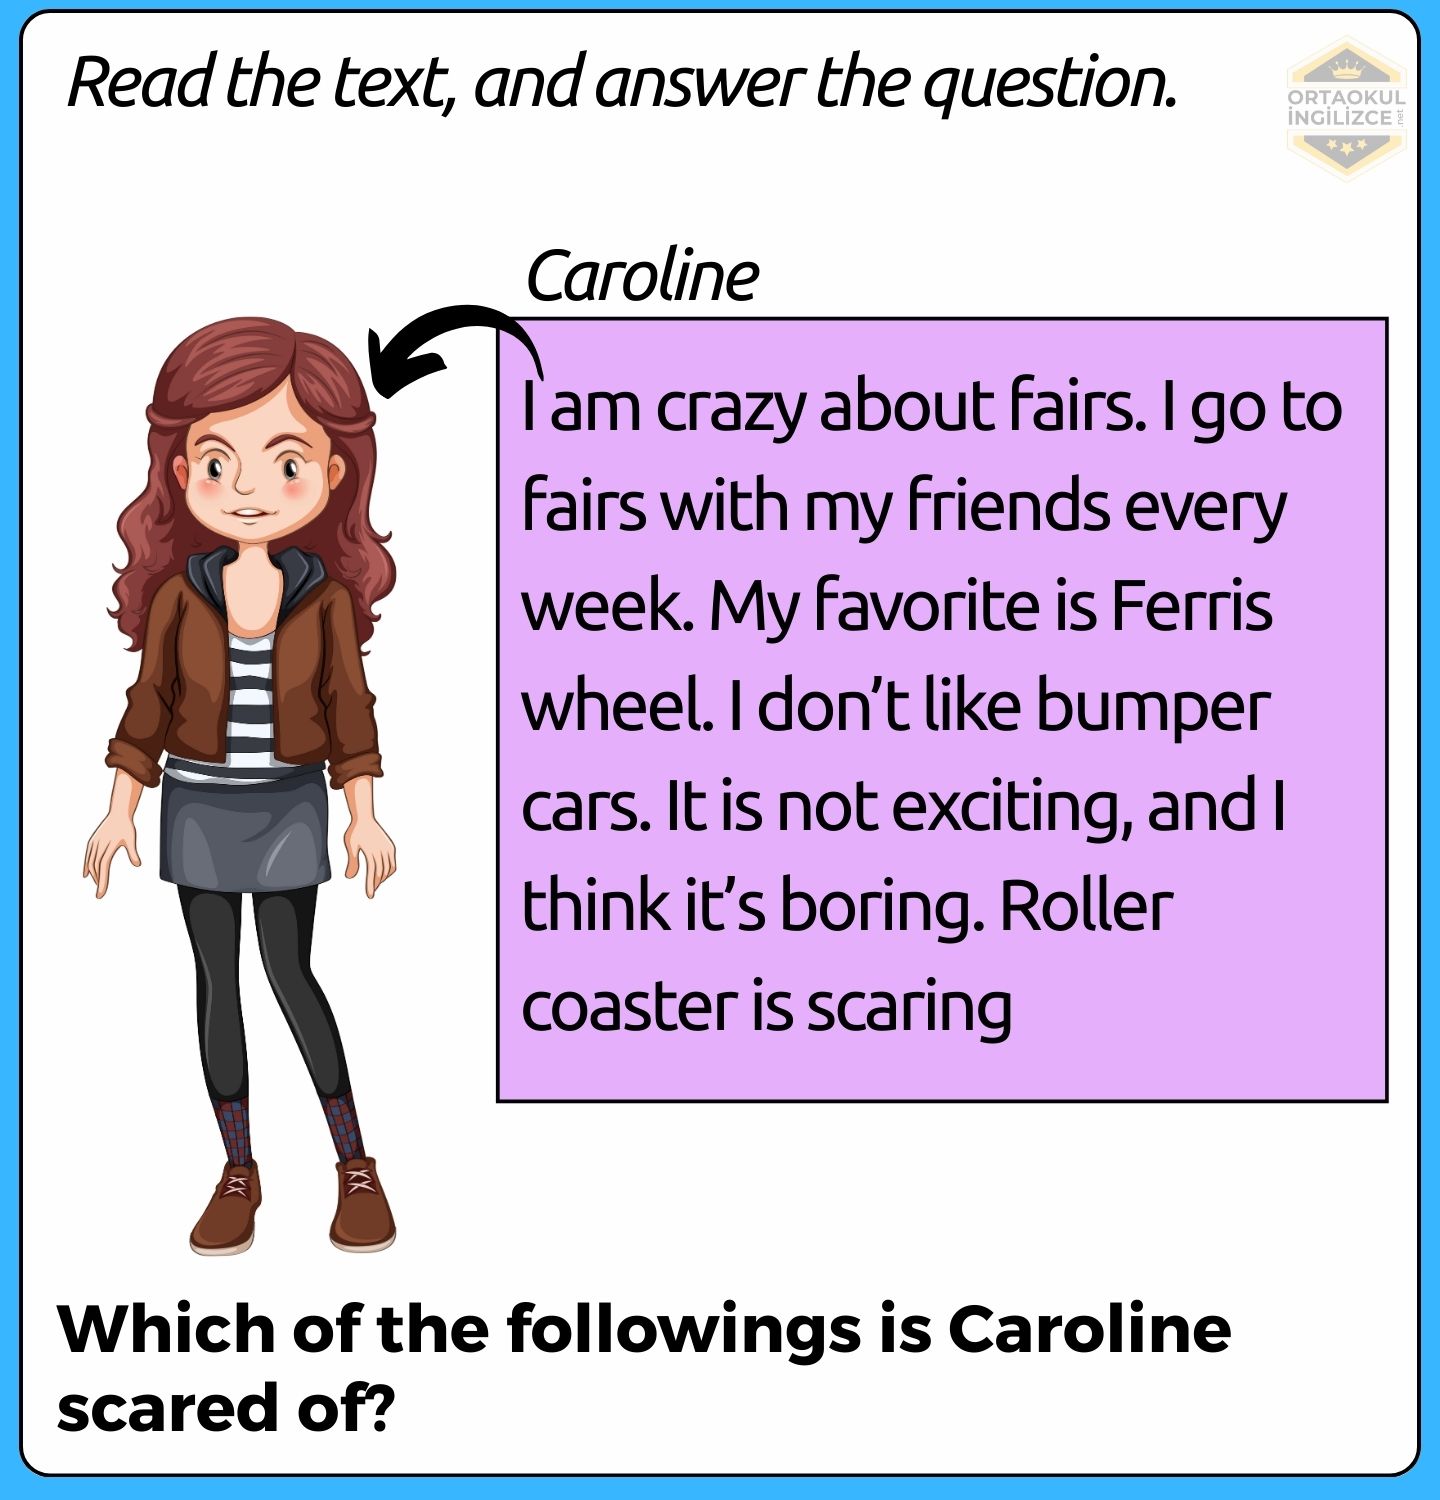 Read the text, and answer the question.
ORTAOKUL
İNGİLİZCE
.net
Caroline
I am crazy about fairs. I go to
fairs with my friends every
week. My favorite is Ferris
wheel. I don’t like bumper
cars. It is not exciting, and I
think it’s boring. Roller
coaster is scaring
Which of the followings is Caroline
scared of?